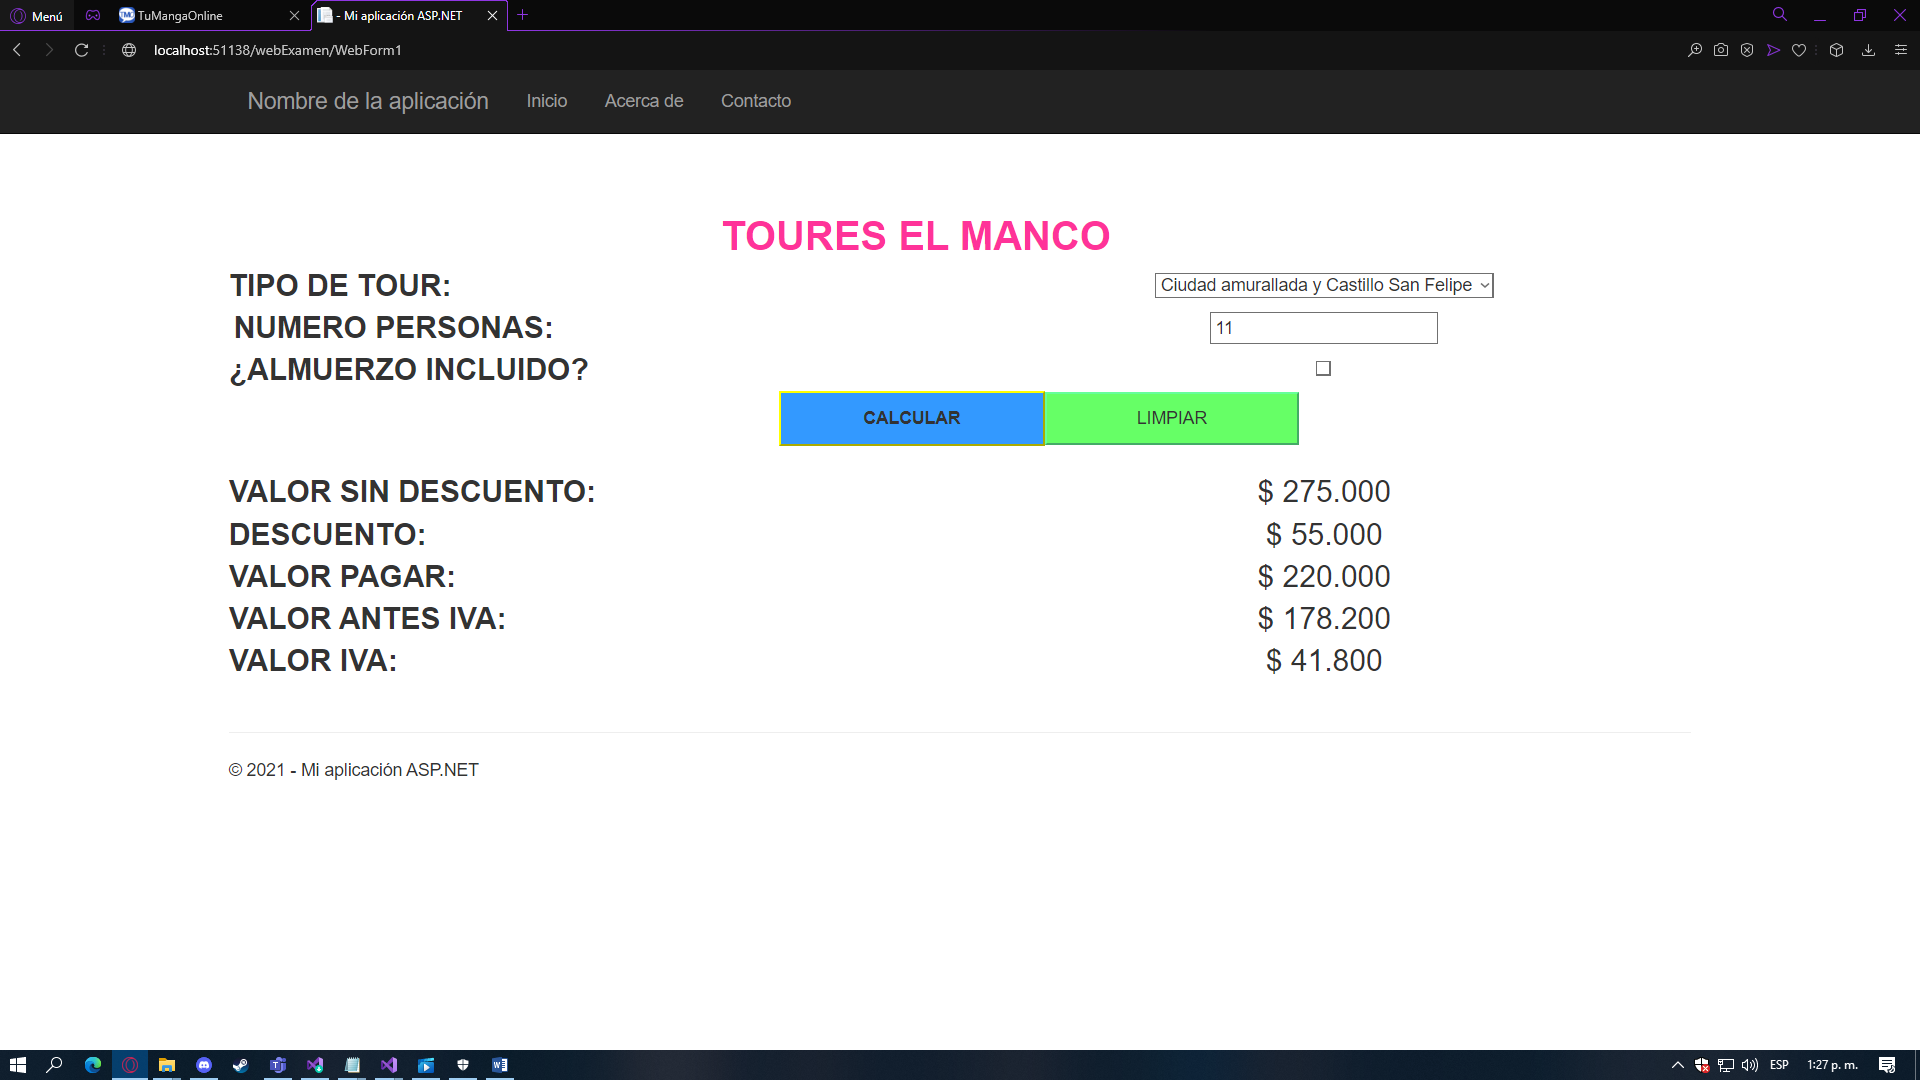 Menú
TuMangaOnline
- Mi aplicación ASP.NET
localhost:51138/webExamen/WebForm1
Nombre de la aplicación Inicio Acerca de Contacto
TOURES EL MANCO
TIPO DE TOUR: Ciudad amurallada y Castillo San Felipe
NUMERO PERSONAS: 11
¿ALMUERZO INCLUIDO?
CALCULAR LIMPIAR
VALOR SIN DESCUENTO: $ 275.000
DESCUENTO: $ 55.000
VALOR PAGAR: $ 220.000
VALOR ANTES IVA: $ 178.200
VALOR IVA: $ 41.800
© 2021 - Mi aplicación ASP.NET
ESP 1:27 p. m.